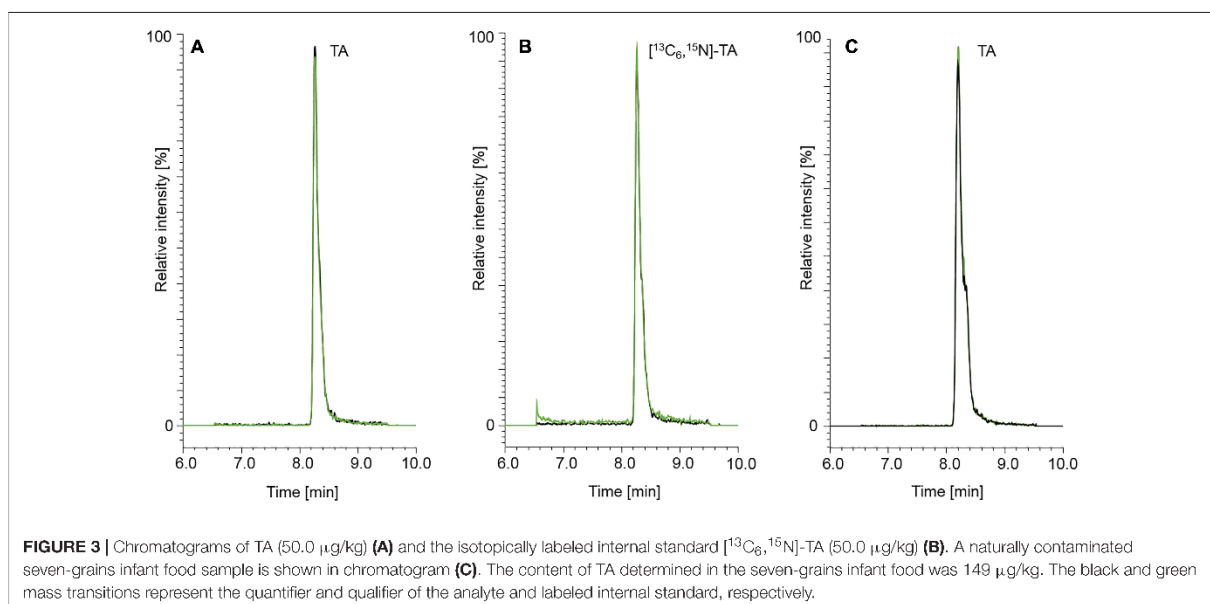 100
A
TA
Relative intensity [%]
0
6.0 7.0 8.0 9.0 10.0
Time [min]
100
B
[¹³C₆,¹⁵N]-TA
Relative intensity [%]
0
6.0 7.0 8.0 9.0 10.0
Time [min]
100
C
TA
Relative intensity [%]
0
6.0 7.0 8.0 9.0 10.0
Time [min]
FIGURE 3 | Chromatograms of TA (50.0 μg/kg) (A) and the isotopically labeled internal standard [¹³C₆,¹⁵N]-TA (50.0 μg/kg) (B). A naturally contaminated
seven-grains infant food sample is shown in chromatogram (C). The content of TA determined in the seven-grains infant food was 149 μg/kg. The black and green
mass transitions represent the quantifier and qualifier of the analyte and labeled internal standard, respectively.